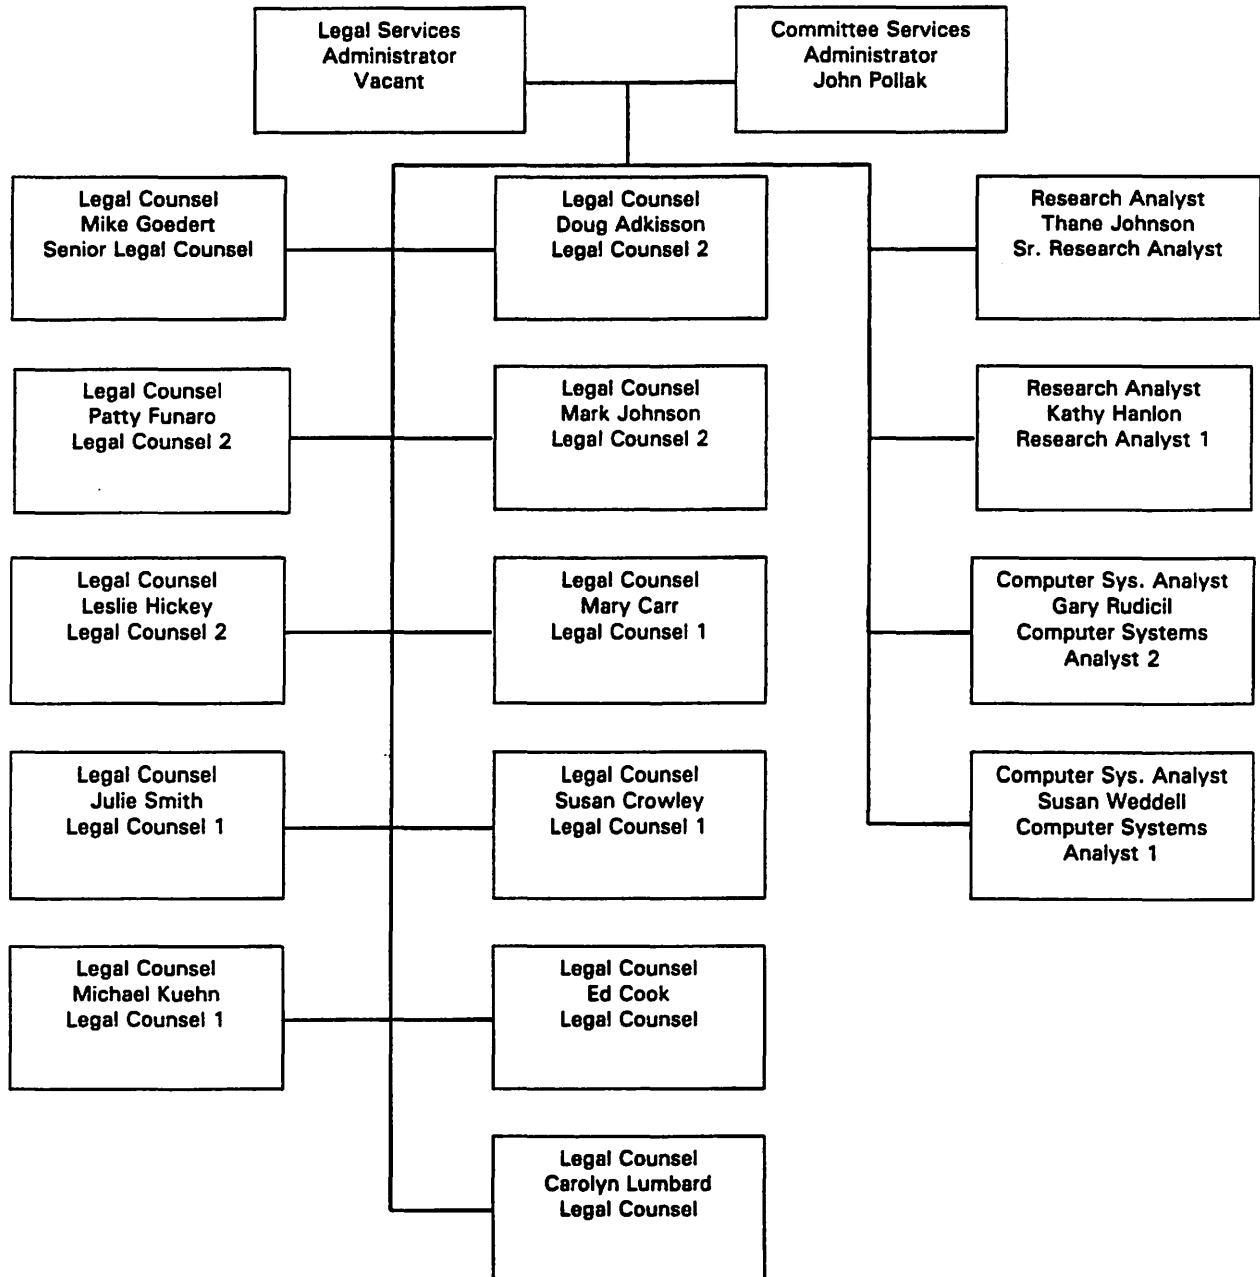 Legal Services
Administrator
Vacant
Committee Services
Administrator
John Pollak
Legal Counsel
Mike Goedert
Senior Legal Counsel
Legal Counsel
Doug Adkisson
Legal Counsel 2
Research Analyst
Thane Johnson
Sr. Research Analyst
Legal Counsel
Patty Funaro
Legal Counsel 2
Legal Counsel
Mark Johnson
Legal Counsel 2
Research Analyst
Kathy Hanlon
Research Analyst 1
Legal Counsel
Leslie Hickey
Legal Counsel 2
Legal Counsel
Mary Carr
Legal Counsel 1
Computer Sys. Analyst
Gary Rudicil
Computer Systems
Analyst 2
Legal Counsel
Julie Smith
Legal Counsel 1
Legal Counsel
Susan Crowley
Legal Counsel 1
Computer Sys. Analyst
Susan Weddell
Computer Systems
Analyst 1
Legal Counsel
Michael Kuehn
Legal Counsel 1
Legal Counsel
Ed Cook
Legal Counsel
Legal Counsel
Carolyn Lumbard
Legal Counsel